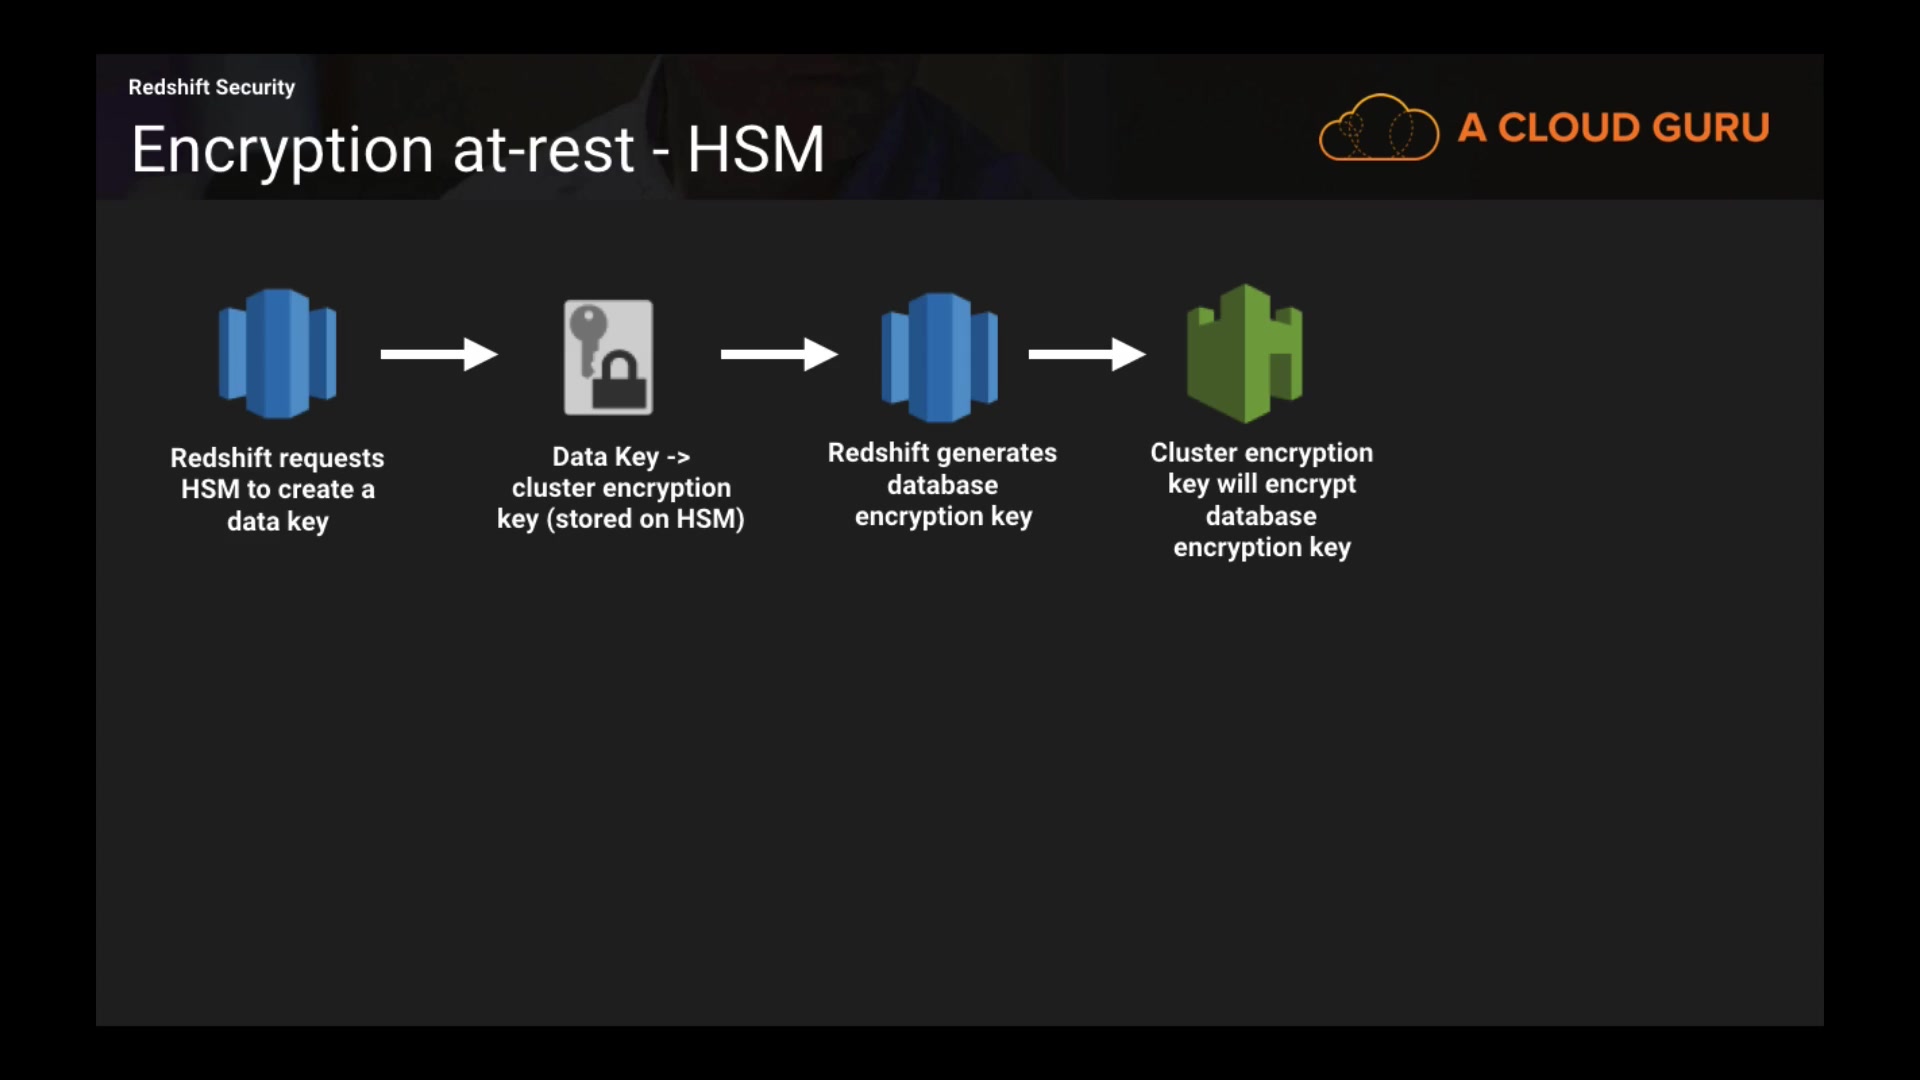 Redshift Security
Encryption at-rest - HSM
A CLOUD GURU
Redshift requests
HSM to create a
data key
Data Key ->
cluster encryption
key (stored on HSM)
Redshift generates
database
encryption key
Cluster encryption
key will encrypt
database
encryption key